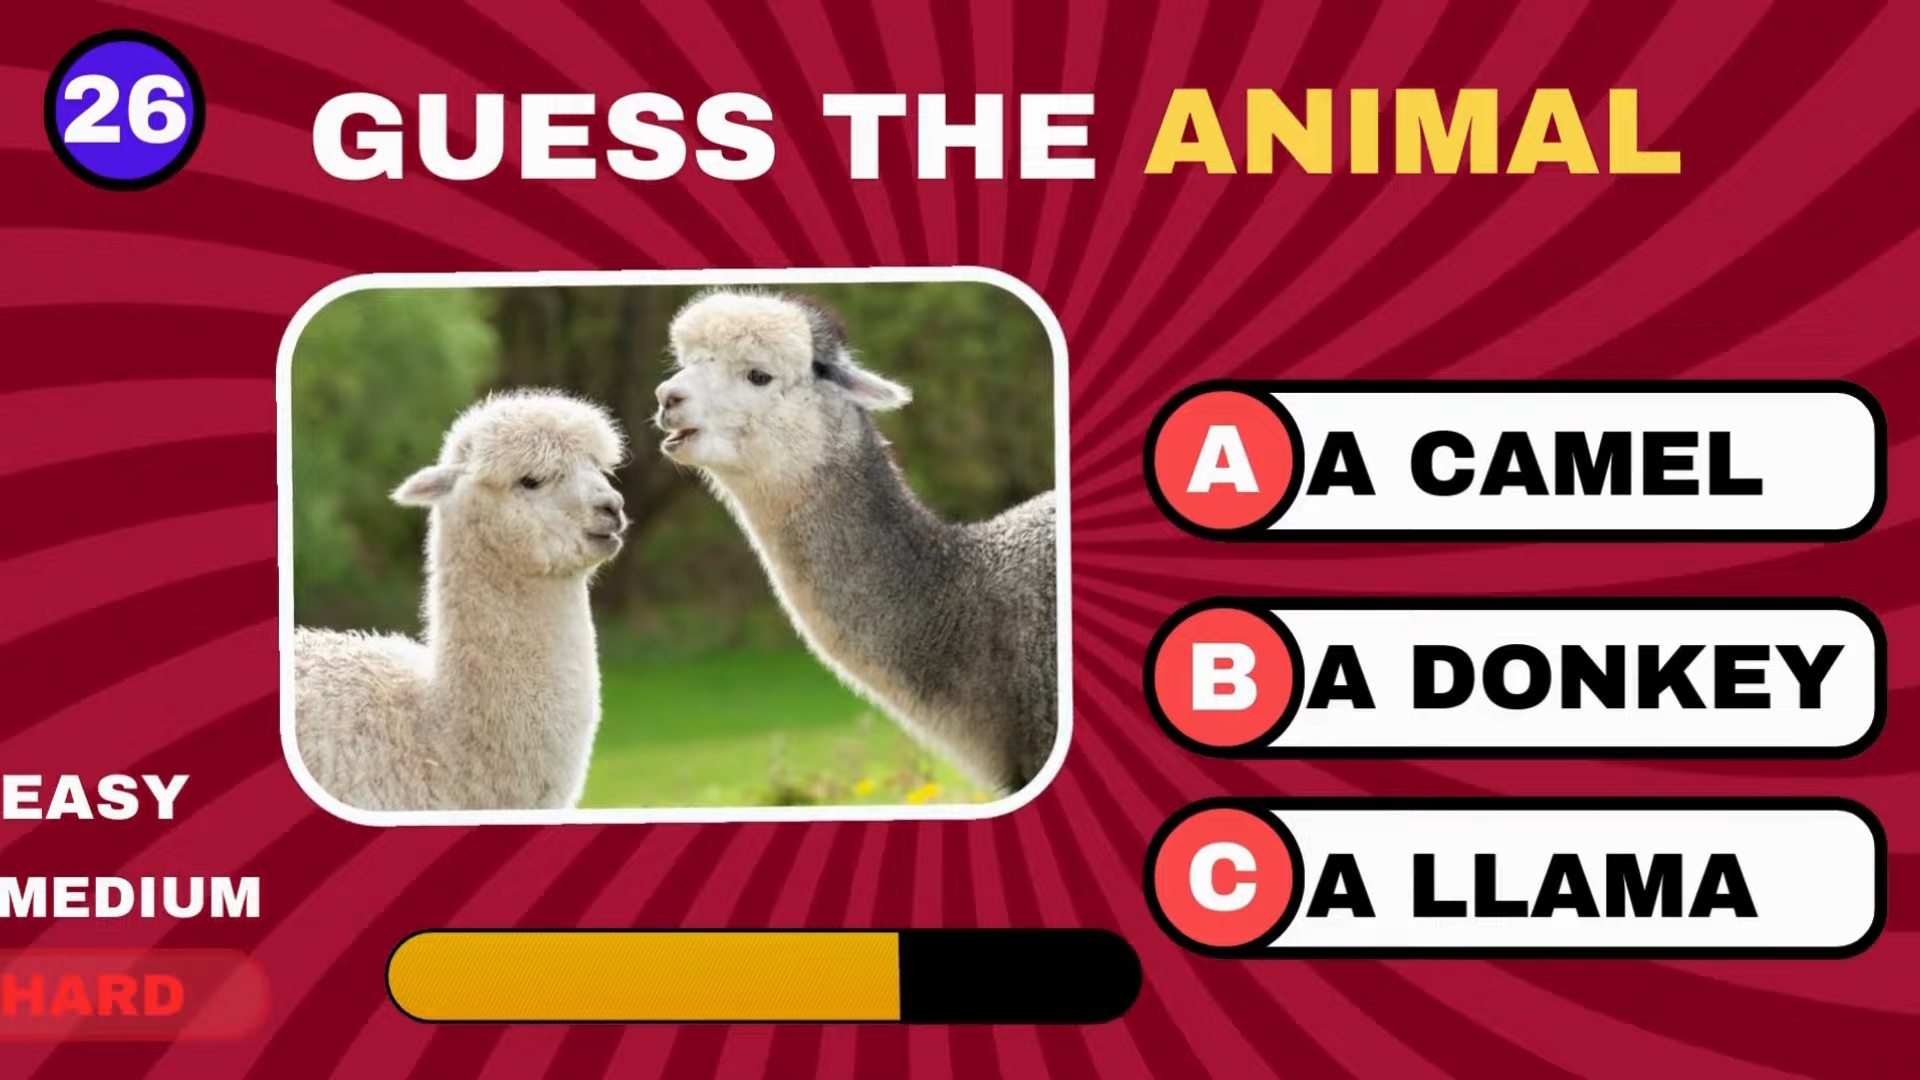 26
GUESS THE ANIMAL
A A CAMEL
B A DONKEY
C A LLAMA
EASY
MEDIUM
HARD